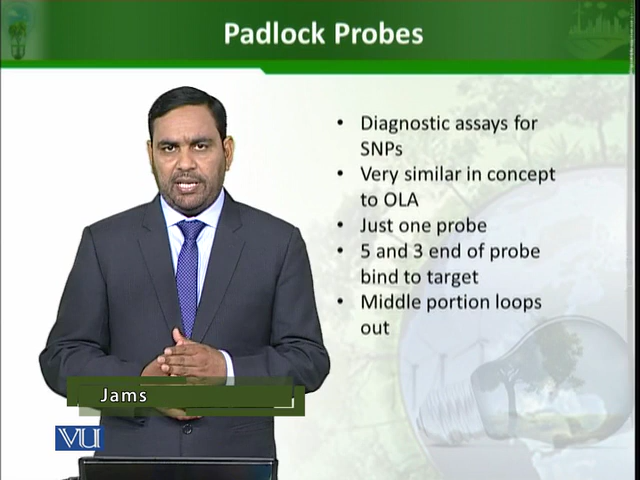 Padlock Probes
• Diagnostic assays for
SNPs
• Very similar in concept
to OLA
• Just one probe
• 5 and 3 end of probe
bind to target
• Middle portion loops
out
Jams
VU